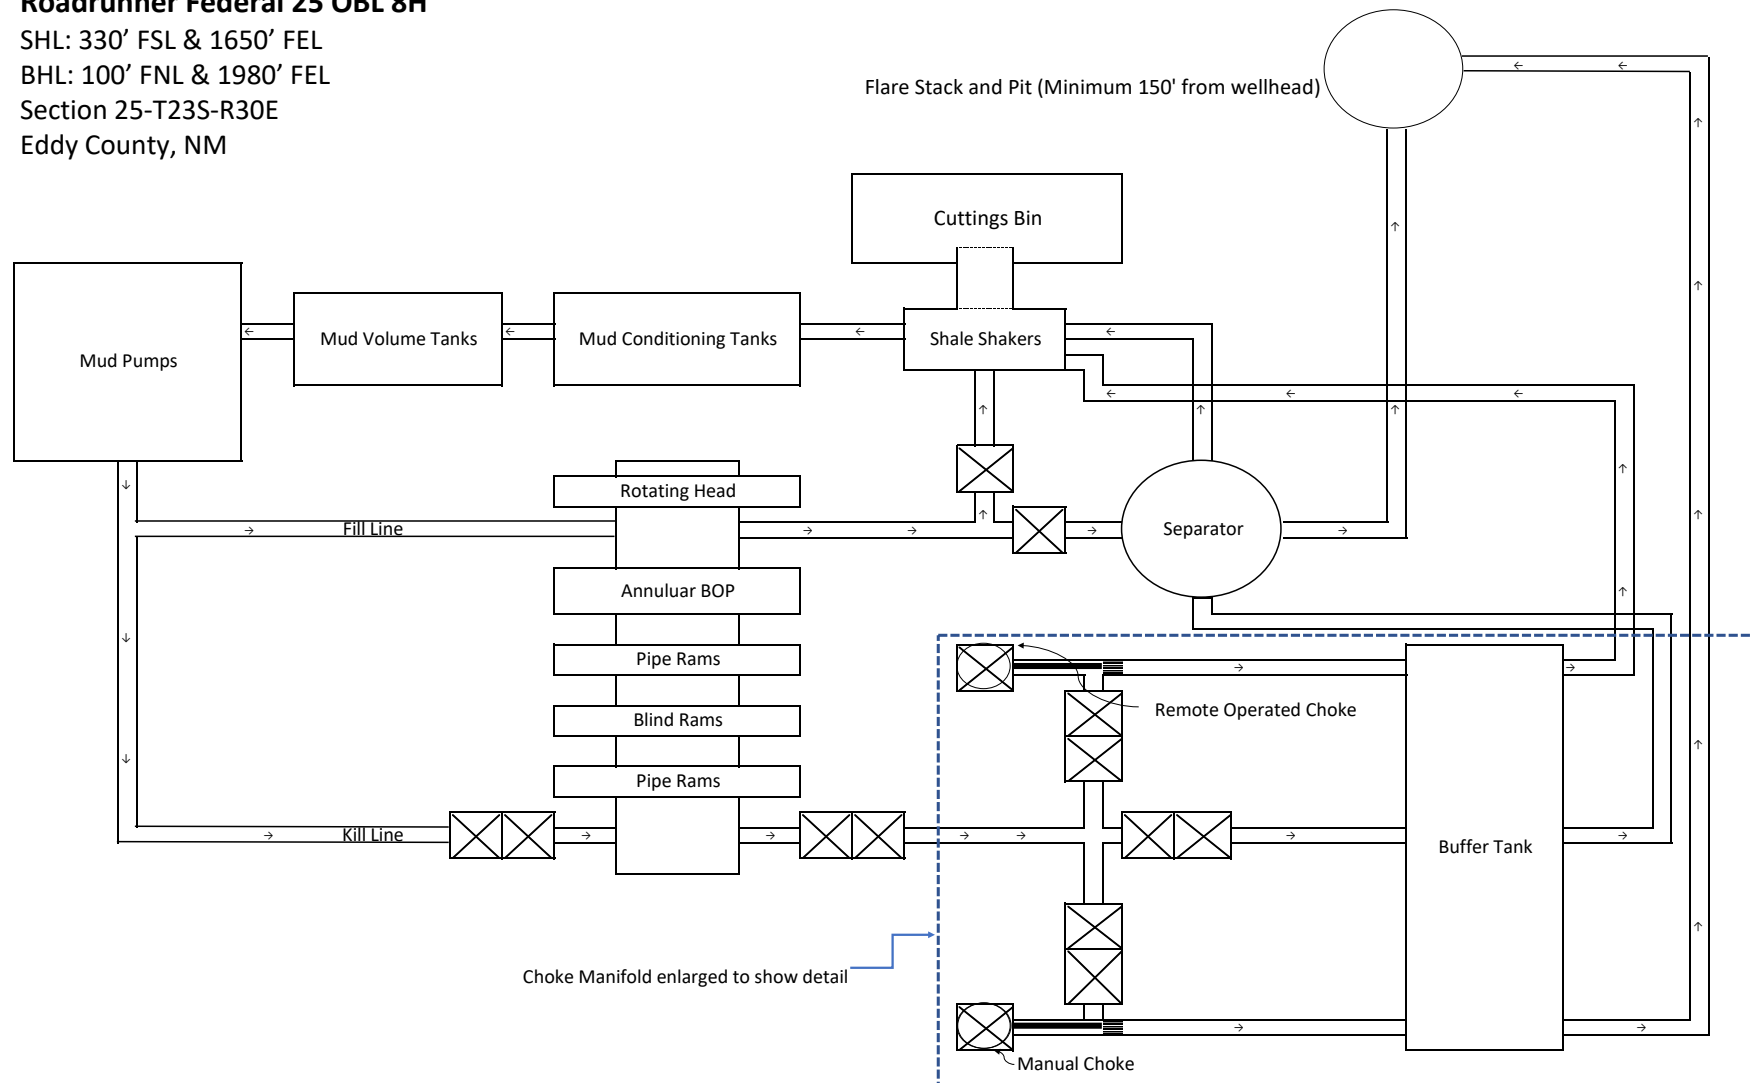 Roadrunner Federal 25 OBL 8H
SHL: 330’ FSL & 1650’ FEL
BHL: 100’ FNL & 1980’ FEL
Section 25-T23S-R30E
Eddy County, NM
Flare Stack and Pit (Minimum 150' from wellhead)
Cuttings Bin
Mud Pumps
Mud Volume Tanks
Mud Conditioning Tanks
Shale Shakers
Rotating Head
Fill Line
Separator
Annuluar BOP
Pipe Rams
Blind Rams
Remote Operated Choke
Pipe Rams
Kill Line
Buffer Tank
Choke Manifold enlarged to show detail
Manual Choke